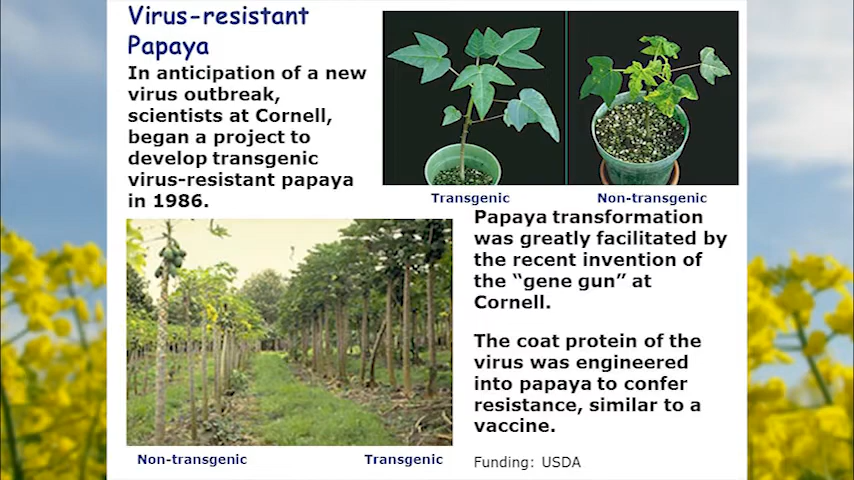 Virus-resistant
Papaya
In anticipation of a new
virus outbreak,
scientists at Cornell,
began a project to
develop transgenic
virus-resistant papaya
in 1986.
Transgenic
Non-transgenic
Papaya transformation
was greatly facilitated by
the recent invention of
the “gene gun” at
Cornell.
The coat protein of the
virus was engineered
into papaya to confer
resistance, similar to a
vaccine.
Non-transgenic
Transgenic
Funding: USDA